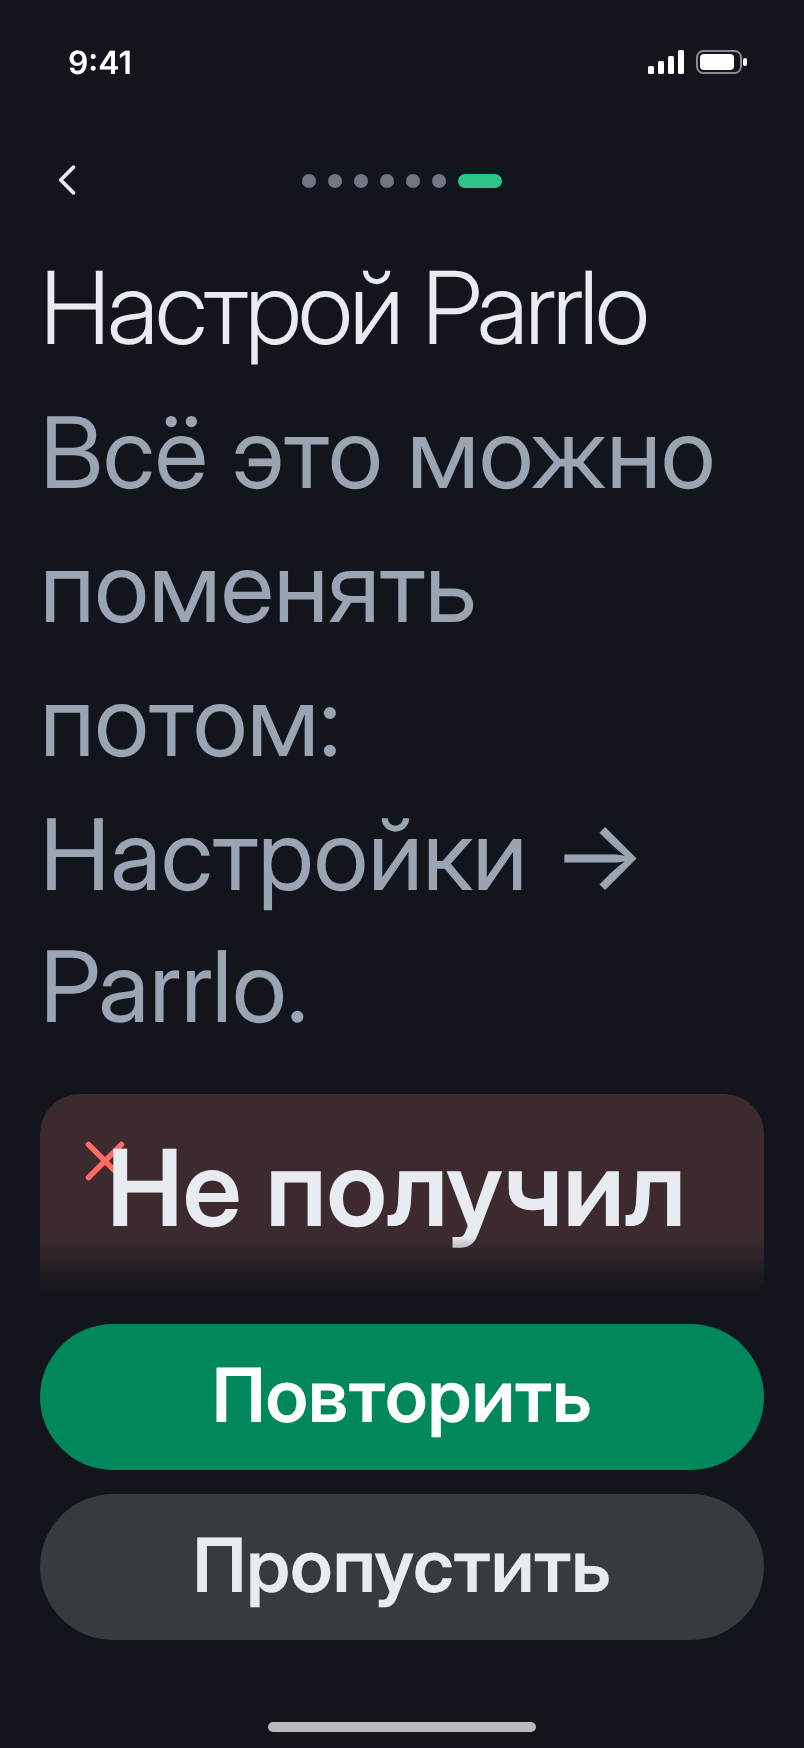 9:41
Настрой Parrlo
Всё это можно
поменять
потом:
Настройки →
Parrlo.
Не получил
Повторить
Пропустить